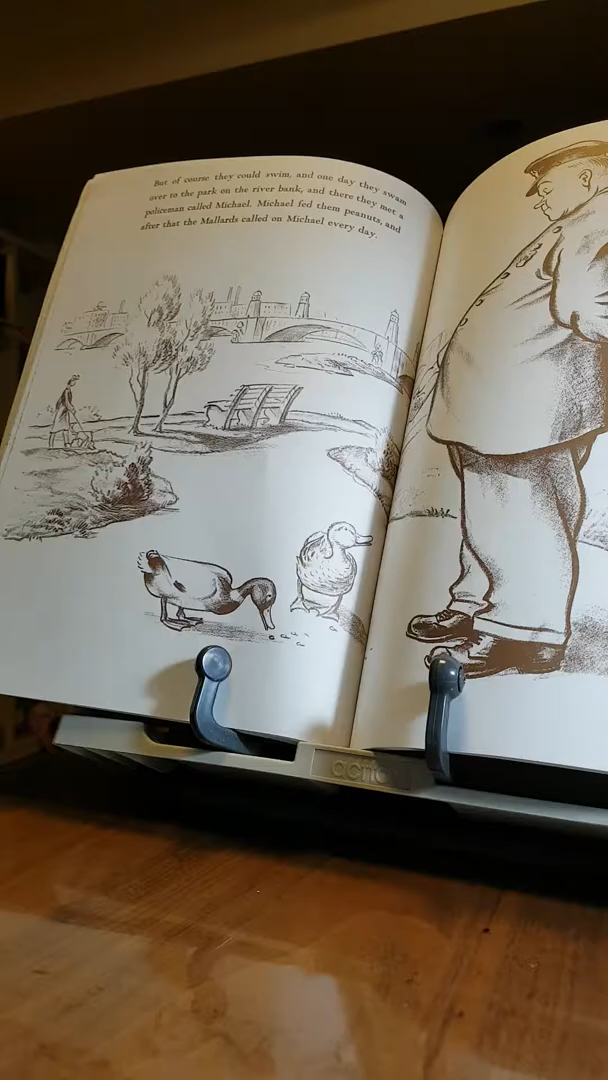 But of course they could swim, and one day they swam
over to the park on the river bank, and there they met a
policeman called Michael. Michael fed them peanuts, and
after that the Mallards called on Michael every day.